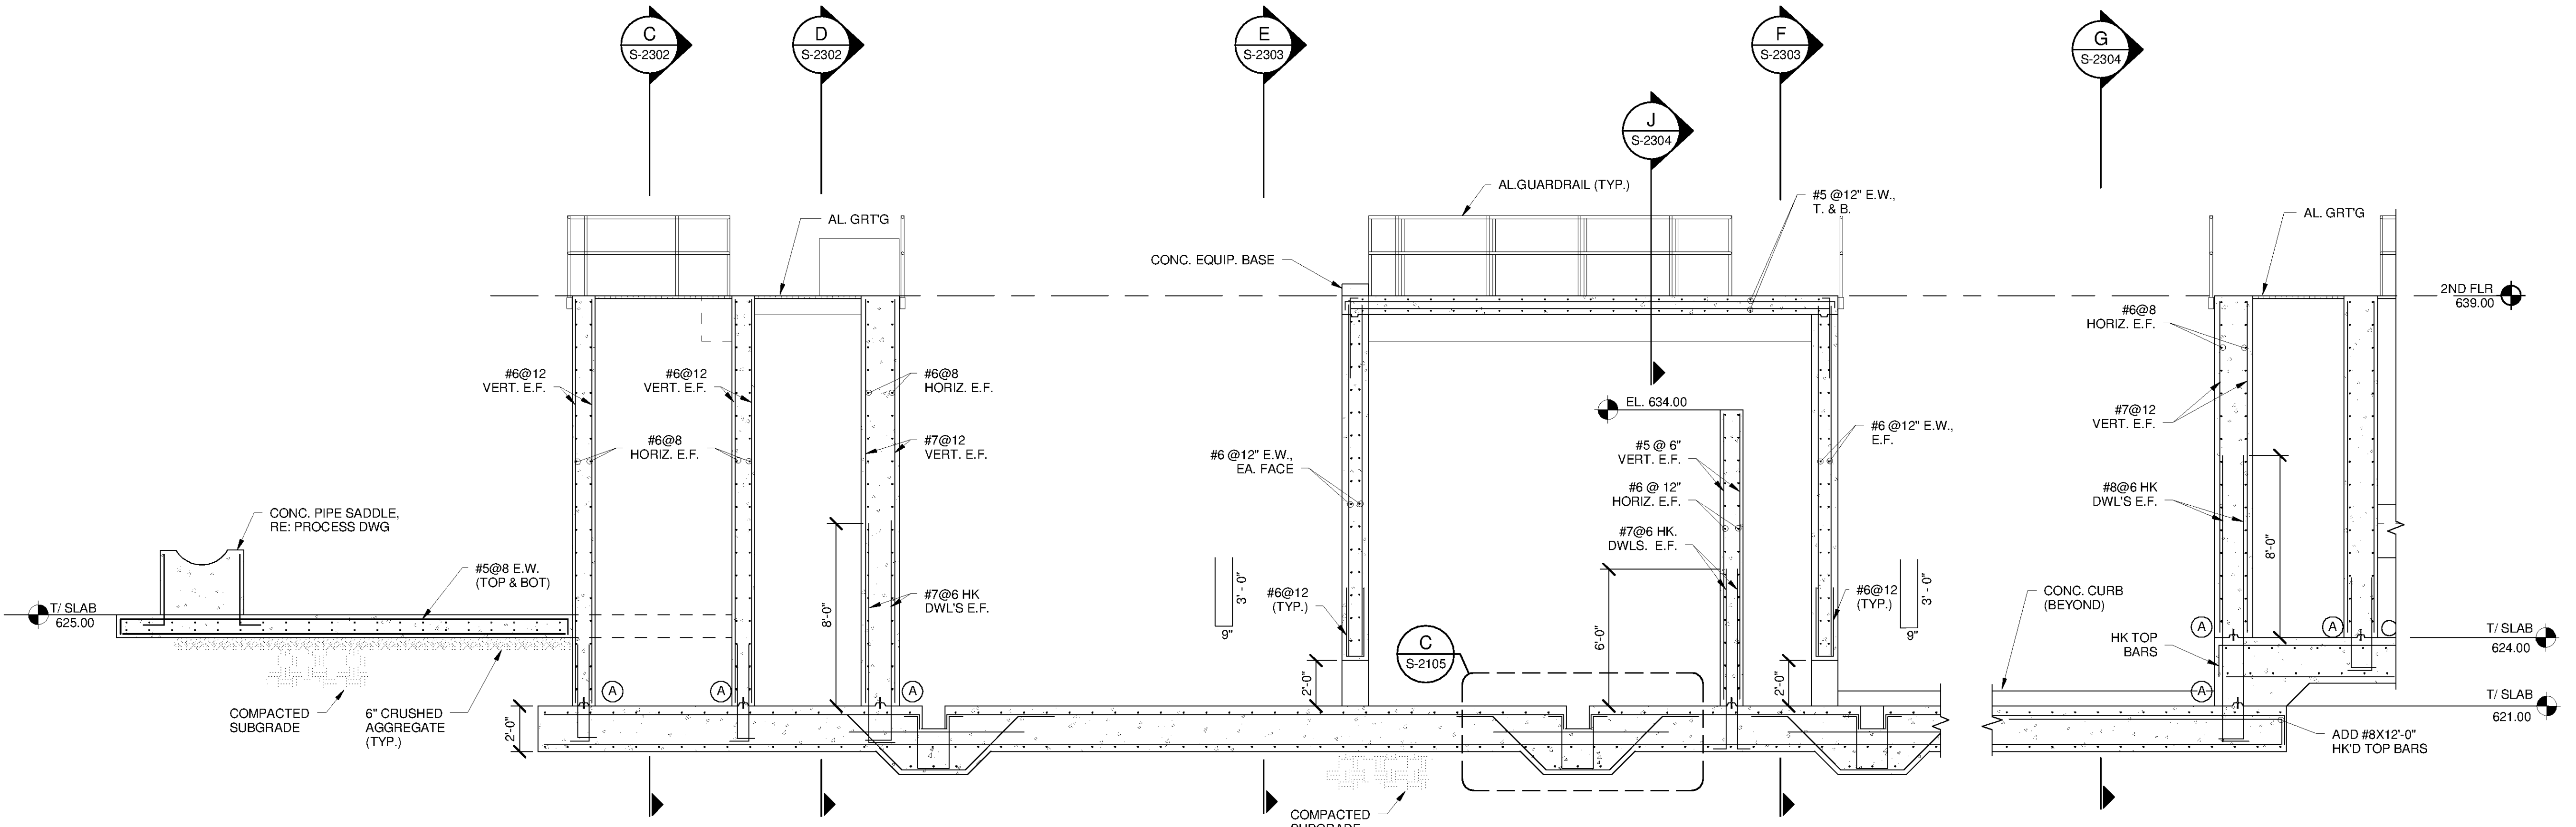 C
S-2302
D
S-2302
E
S-2303
F
S-2303
G
S-2304
J
S-2304
AL.GUARDRAIL (TYP.)
#5 @12" E.W.,
T. & B.
AL. GRT'G
AL. GRT'G
CONC. EQUIP. BASE
2ND FLR
639.00
#6@8
HORIZ. E.F.
#6@12
VERT. E.F.
#6@12
VERT. E.F.
#6@8
HORIZ. E.F.
EL. 634.00
#7@12
VERT. E.F.
#6@8
HORIZ. E.F.
#7@12
VERT. E.F.
#6 @12" E.W.,
EA. FACE
#5 @ 6"
VERT. E.F.
#6 @12" E.W.,
E.F.
#6 @ 12"
HORIZ. E.F.
#8@6 HK
DWL'S E.F.
CONC. PIPE SADDLE,
RE: PROCESS DWG
#7@6 HK.
DWLS. E.F.
8'-0"
#5@8 E.W.
(TOP & BOT)
8'-0"
#7@6 HK
DWL'S E.F.
3' - 0"
9"
#6@12
(TYP.)
6'-0"
#6@12
(TYP.)
3' - 0"
9"
CONC. CURB
(BEYOND)
T/ SLAB
625.00
A
A
HK TOP
BARS
T/ SLAB
624.00
C
S-2105
2'-0"
2'-0"
A
A
A
A
T/ SLAB
621.00
COMPACTED
SUBGRADE
6" CRUSHED
AGGREGATE
(TYP.)
2'-0"
ADD #8X12'-0"
HK'D TOP BARS
COMPACTED
SUBGRADE